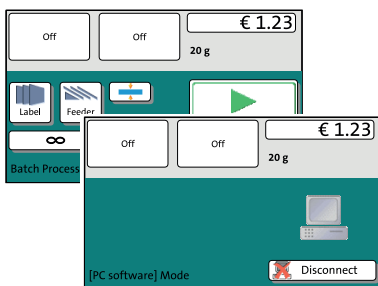 Off
Off
€ 1.23
20 g
Label
Feeder
∞
Batch Process
Off
Off
€ 1.23
20 g
[PC software] Mode
Disconnect